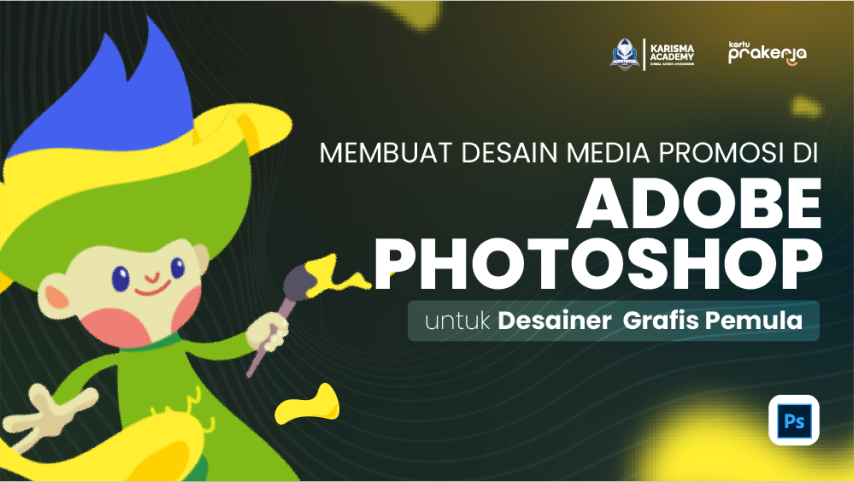 KARISMA
ACADEMY
kartu
prakerja
MEMBUAT DESAIN MEDIA PROMOSI DI
ADOBE
PHOTOSHOP
untuk Desainer Grafis Pemula
Ps